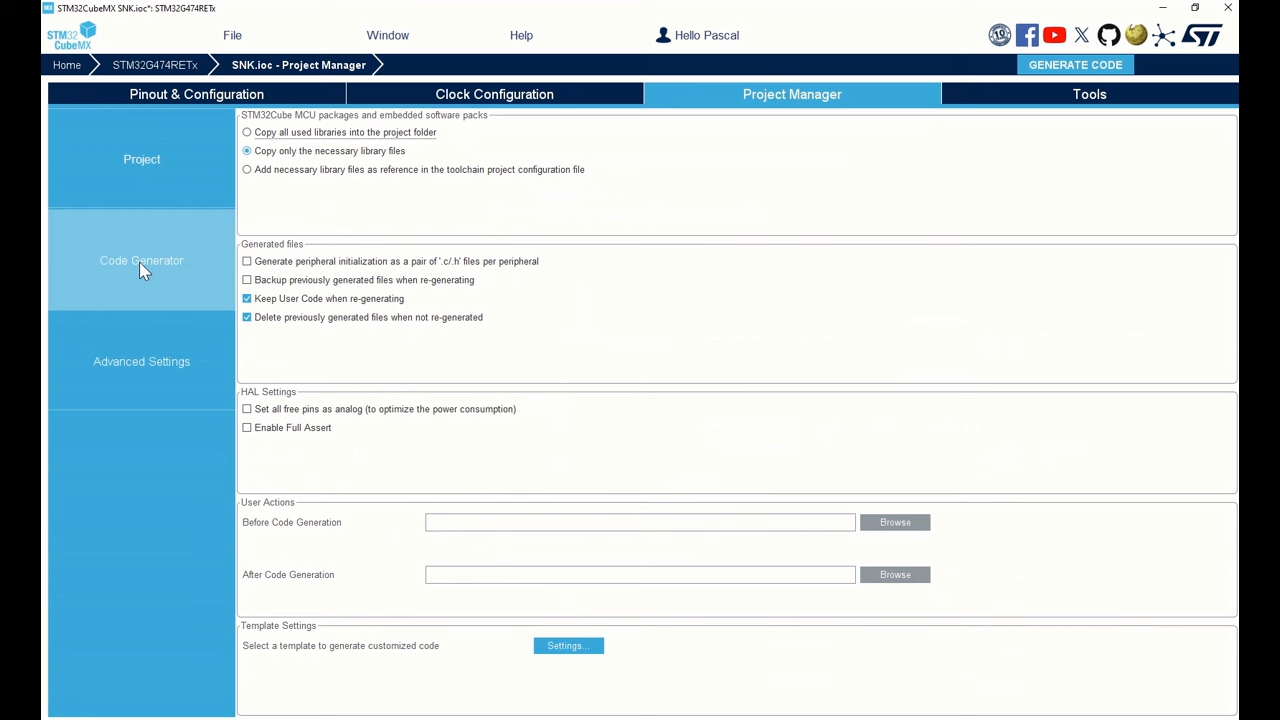 MX STM32CubeMX SNK.ioc*: STM32G474RETx
STM32
CubeMX
File
Window
Help
Hello Pascal
10
ST
Home
STM32G474RETx
SNK.ioc - Project Manager
GENERATE CODE
Pinout & Configuration
Clock Configuration
Project Manager
Tools
Project
Code Generator
Advanced Settings
STM32Cube MCU packages and embedded software packs
Copy all used libraries into the project folder
Copy only the necessary library files
Add necessary library files as reference in the toolchain project configuration file
Generated files
Generate peripheral initialization as a pair of '.c/.h' files per peripheral
Backup previously generated files when re-generating
Keep User Code when re-generating
Delete previously generated files when not re-generated
HAL Settings
Set all free pins as analog (to optimize the power consumption)
Enable Full Assert
User Actions
Before Code Generation
Browse
After Code Generation
Browse
Template Settings
Select a template to generate customized code
Settings...